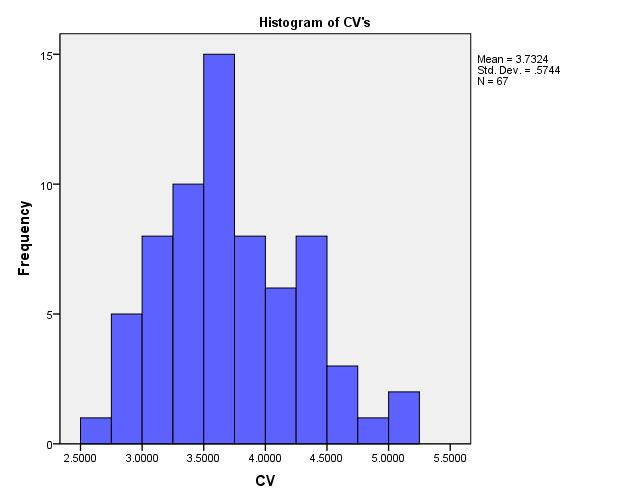 Histogram of CV's
Mean = 3.7324
Std. Dev. = .5744
N = 67
15
10
5
0
Frequency
2.5000 3.0000 3.5000 4.0000 4.5000 5.0000 5.5000
CV